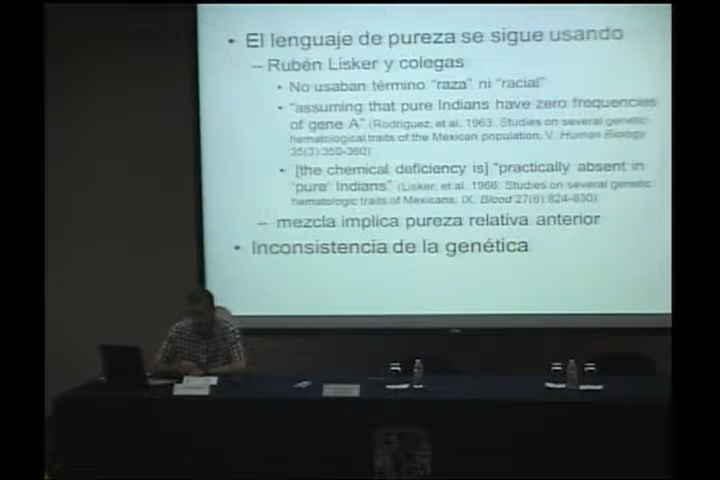 • El lenguaje de pureza se sigue usando
– Rubén Lisker y colegas
• No usaban término "raza" ni "racial"
• "assuming that pure Indians have zero frequencies
of gene A" (Rodriguez, et al. 1963. Studies on several genetic
hematological traits of the Mexican population, V. Human Biology
35(3):350-360)
• [the chemical deficiency is] "practically absent in
'pure' Indians" (Lisker, et al. 1966. Studies on several genetic
hematologic traits of Mexicans, IX. Blood 27(6):824-830)
– mezcla implica pureza relativa anterior
• Inconsistencia de la genética